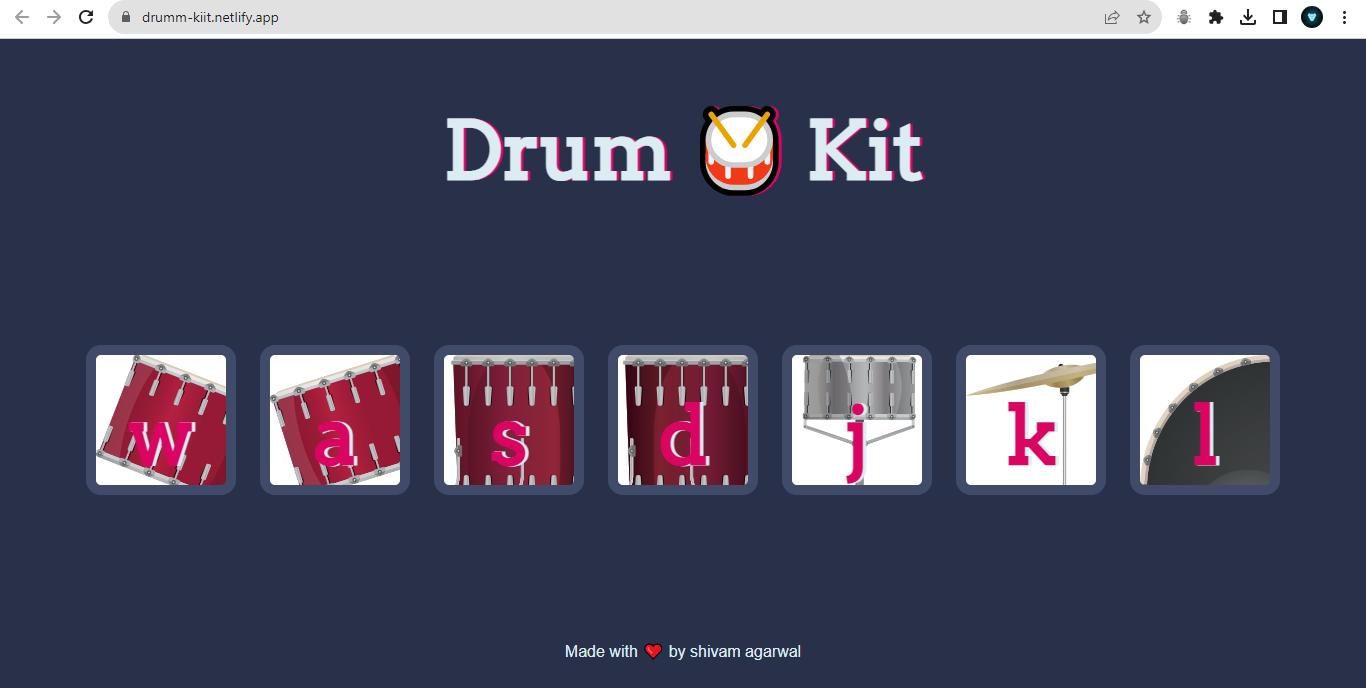 drumm-kiit.netlify.app
Drum 🥁 Kit
w a s d j k l
Made with ❤️ by shivam agarwal